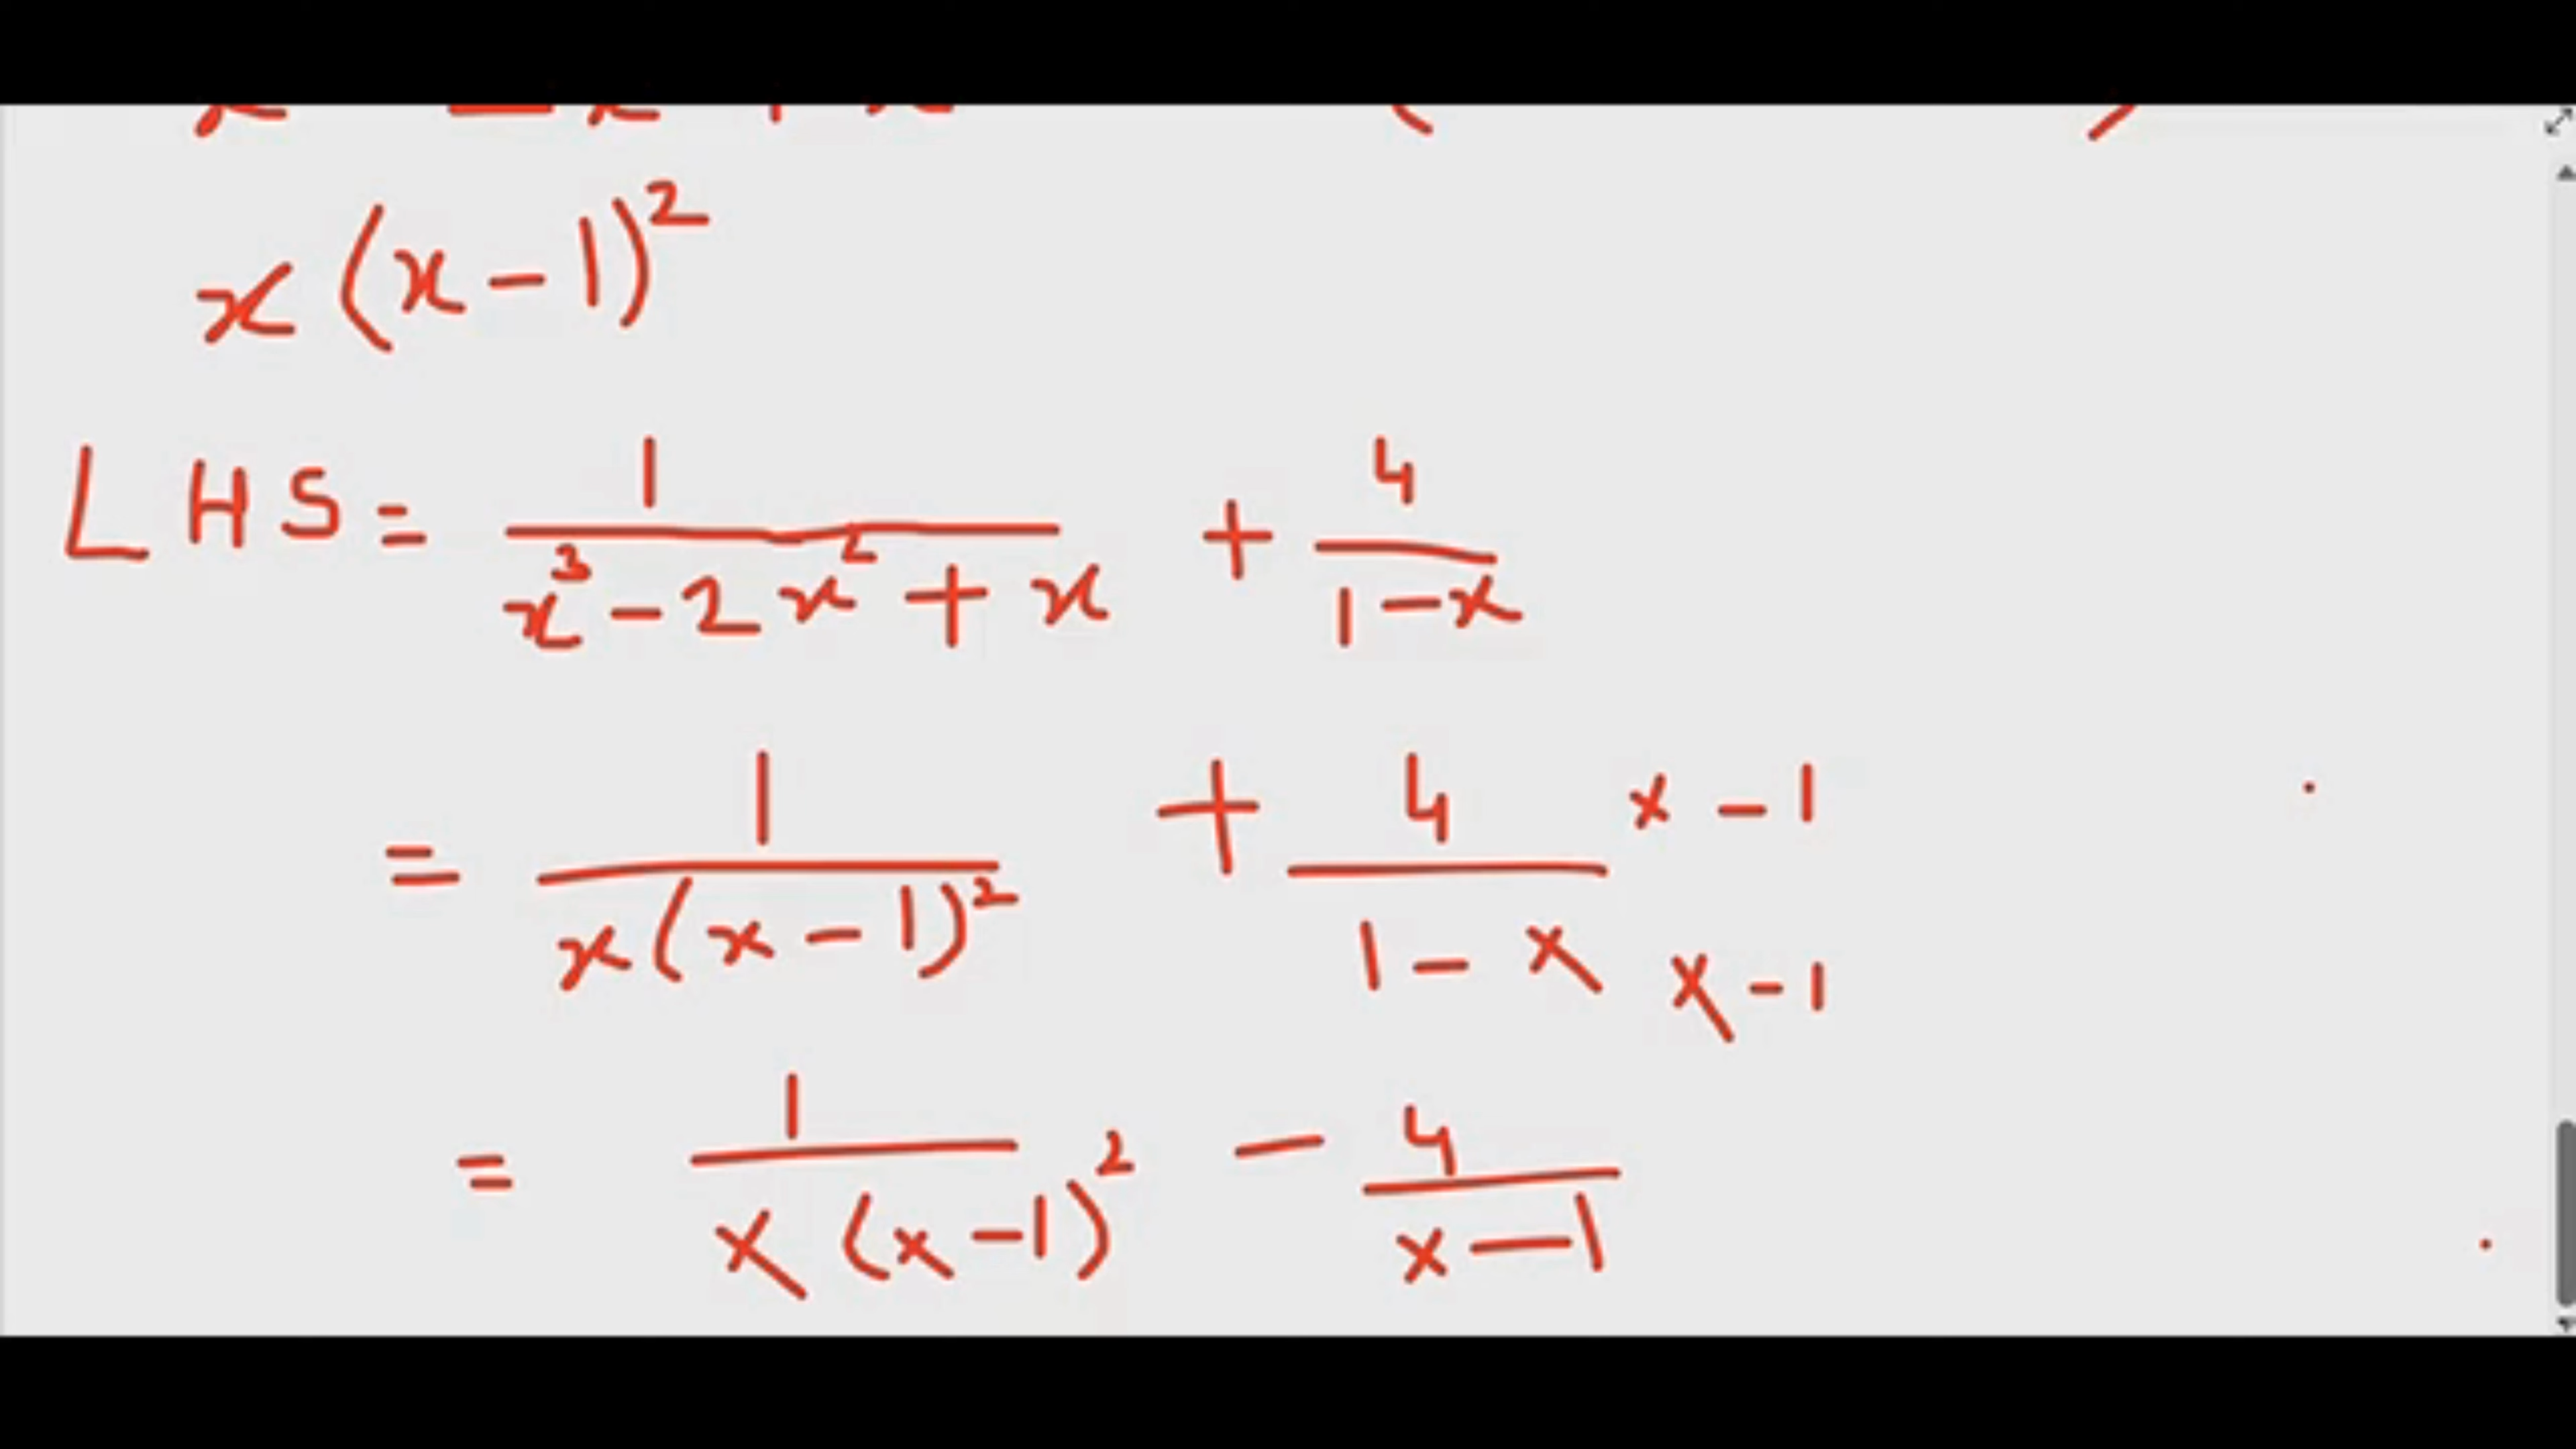 x(x-1)²
LHS = 1/(x³-2x²+x) + 4/(1-x)
= 1/(x(x-1)²) + 4 × -1/(1-x × -1)
= 1/(x(x-1)²) - 4/(x-1)